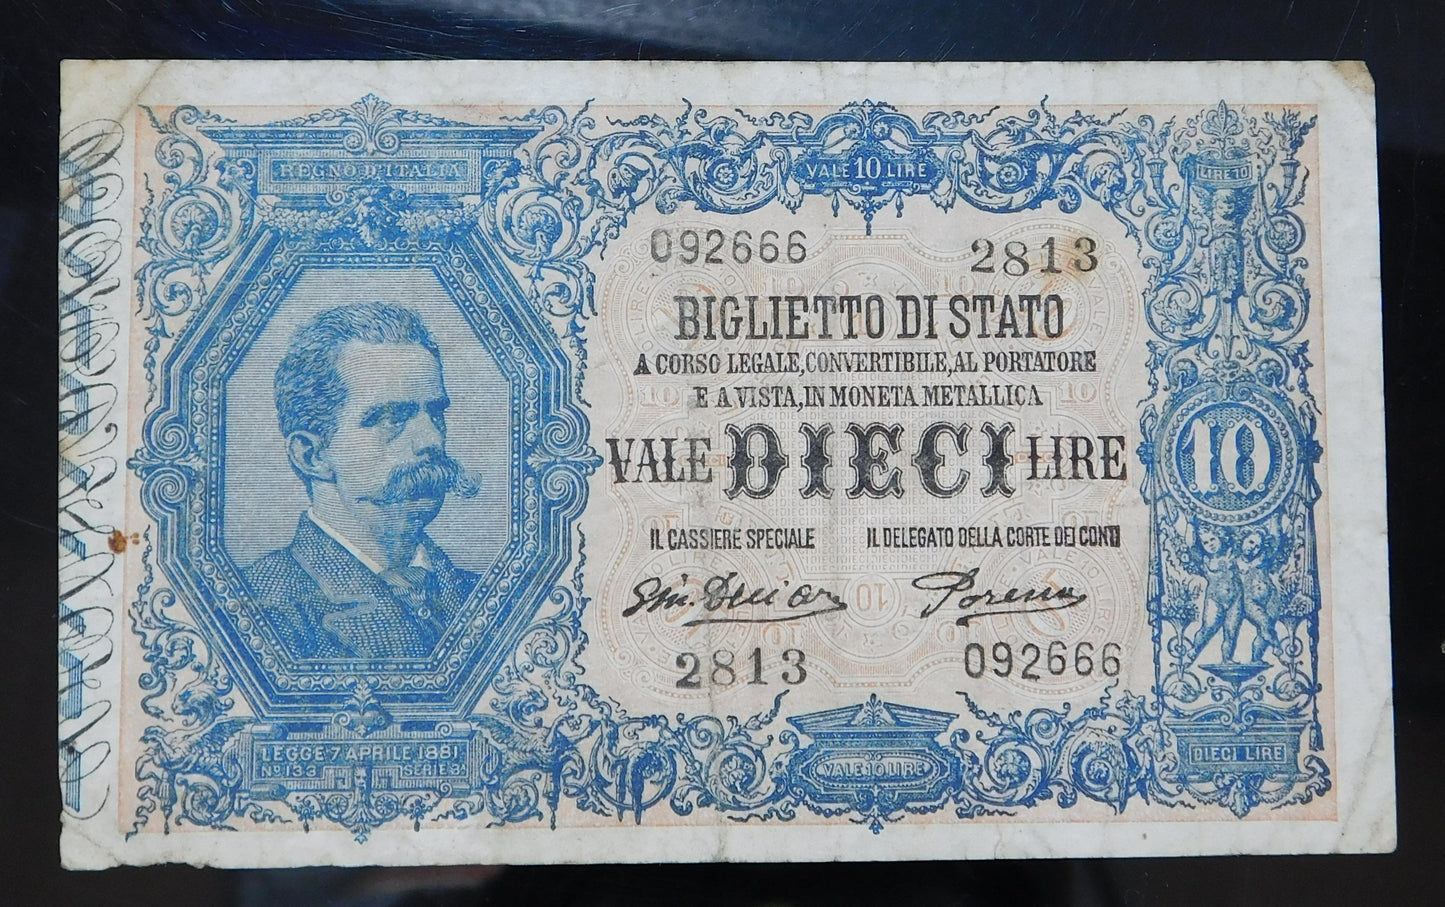 REGNO D'ITALIA
VALE 10 LIRE
LIRE 10
092666 2813
BIGLIETTO DI STATO
A CORSO LEGALE, CONVERTIBILE, AL PORTATORE
E A VISTA, IN MONETA METALLICA
VALE DIECI LIRE
10
IL CASSIERE SPECIALE IL DELEGATO DELLA CORTE DEI CONTI
2813 092666
LEGGE 7 APRILE 1881
Nº 133 SERIE 3ª
VALE 10 LIRE
DIECI LIRE